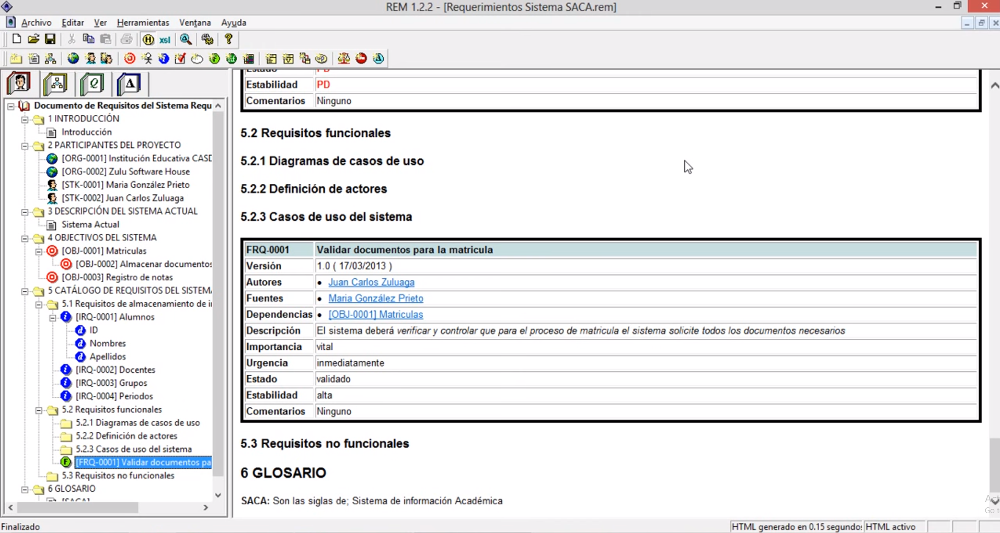 REM 1.2.2 - [Requerimientos Sistema SACA.rem]
Archivo Editar Ver Herramientas Ventana Ayuda
xsl
Documento de Requisitos del Sistema Requ
1 INTRODUCCIÓN
Introducción
2 PARTICIPANTES DEL PROYECTO
[ORG-0001] Institución Educativa CASD
[ORG-0002] Zulu Software House
[STK-0001] Maria González Prieto
[STK-0002] Juan Carlos Zuluaga
3 DESCRIPCIÓN DEL SISTEMA ACTUAL
Sistema Actual
4 OBJECTIVOS DEL SISTEMA
[OBJ-0001] Matriculas
[OBJ-0002] Almacenar documentos
[OBJ-0003] Registro de notas
5 CATÁLOGO DE REQUISITOS DEL SISTEMA
5.1 Requisitos de almacenamiento de i
[IRQ-0001] Alumnos
ID
Nombres
Apellidos
[IRQ-0002] Docentes
[IRQ-0003] Grupos
[IRQ-0004] Periodos
5.2 Requisitos funcionales
5.2.1 Diagramas de casos de uso
5.2.2 Definición de actores
5.2.3 Casos de uso del sistema
[FRQ-0001] Validar documentos pa
5.3 Requisitos no funcionales
6 GLOSARIO
[SACA]
Estado PD
Estabilidad PD
Comentarios Ninguno
5.2 Requisitos funcionales
5.2.1 Diagramas de casos de uso
5.2.2 Definición de actores
5.2.3 Casos de uso del sistema
FRQ-0001 Validar documentos para la matricula
Versión 1.0 ( 17/03/2013 )
Autores • Juan Carlos Zuluaga
Fuentes • Maria González Prieto
Dependencias • [OBJ-0001] Matriculas
Descripción El sistema deberá verificar y controlar que para el proceso de matricula el sistema solicite todos los documentos necesarios
Importancia vital
Urgencia inmediatamente
Estado validado
Estabilidad alta
Comentarios Ninguno
5.3 Requisitos no funcionales
6 GLOSARIO
SACA: Son las siglas de; Sistema de información Académica
Finalizado HTML generado en 0.15 segundo: HTML activo